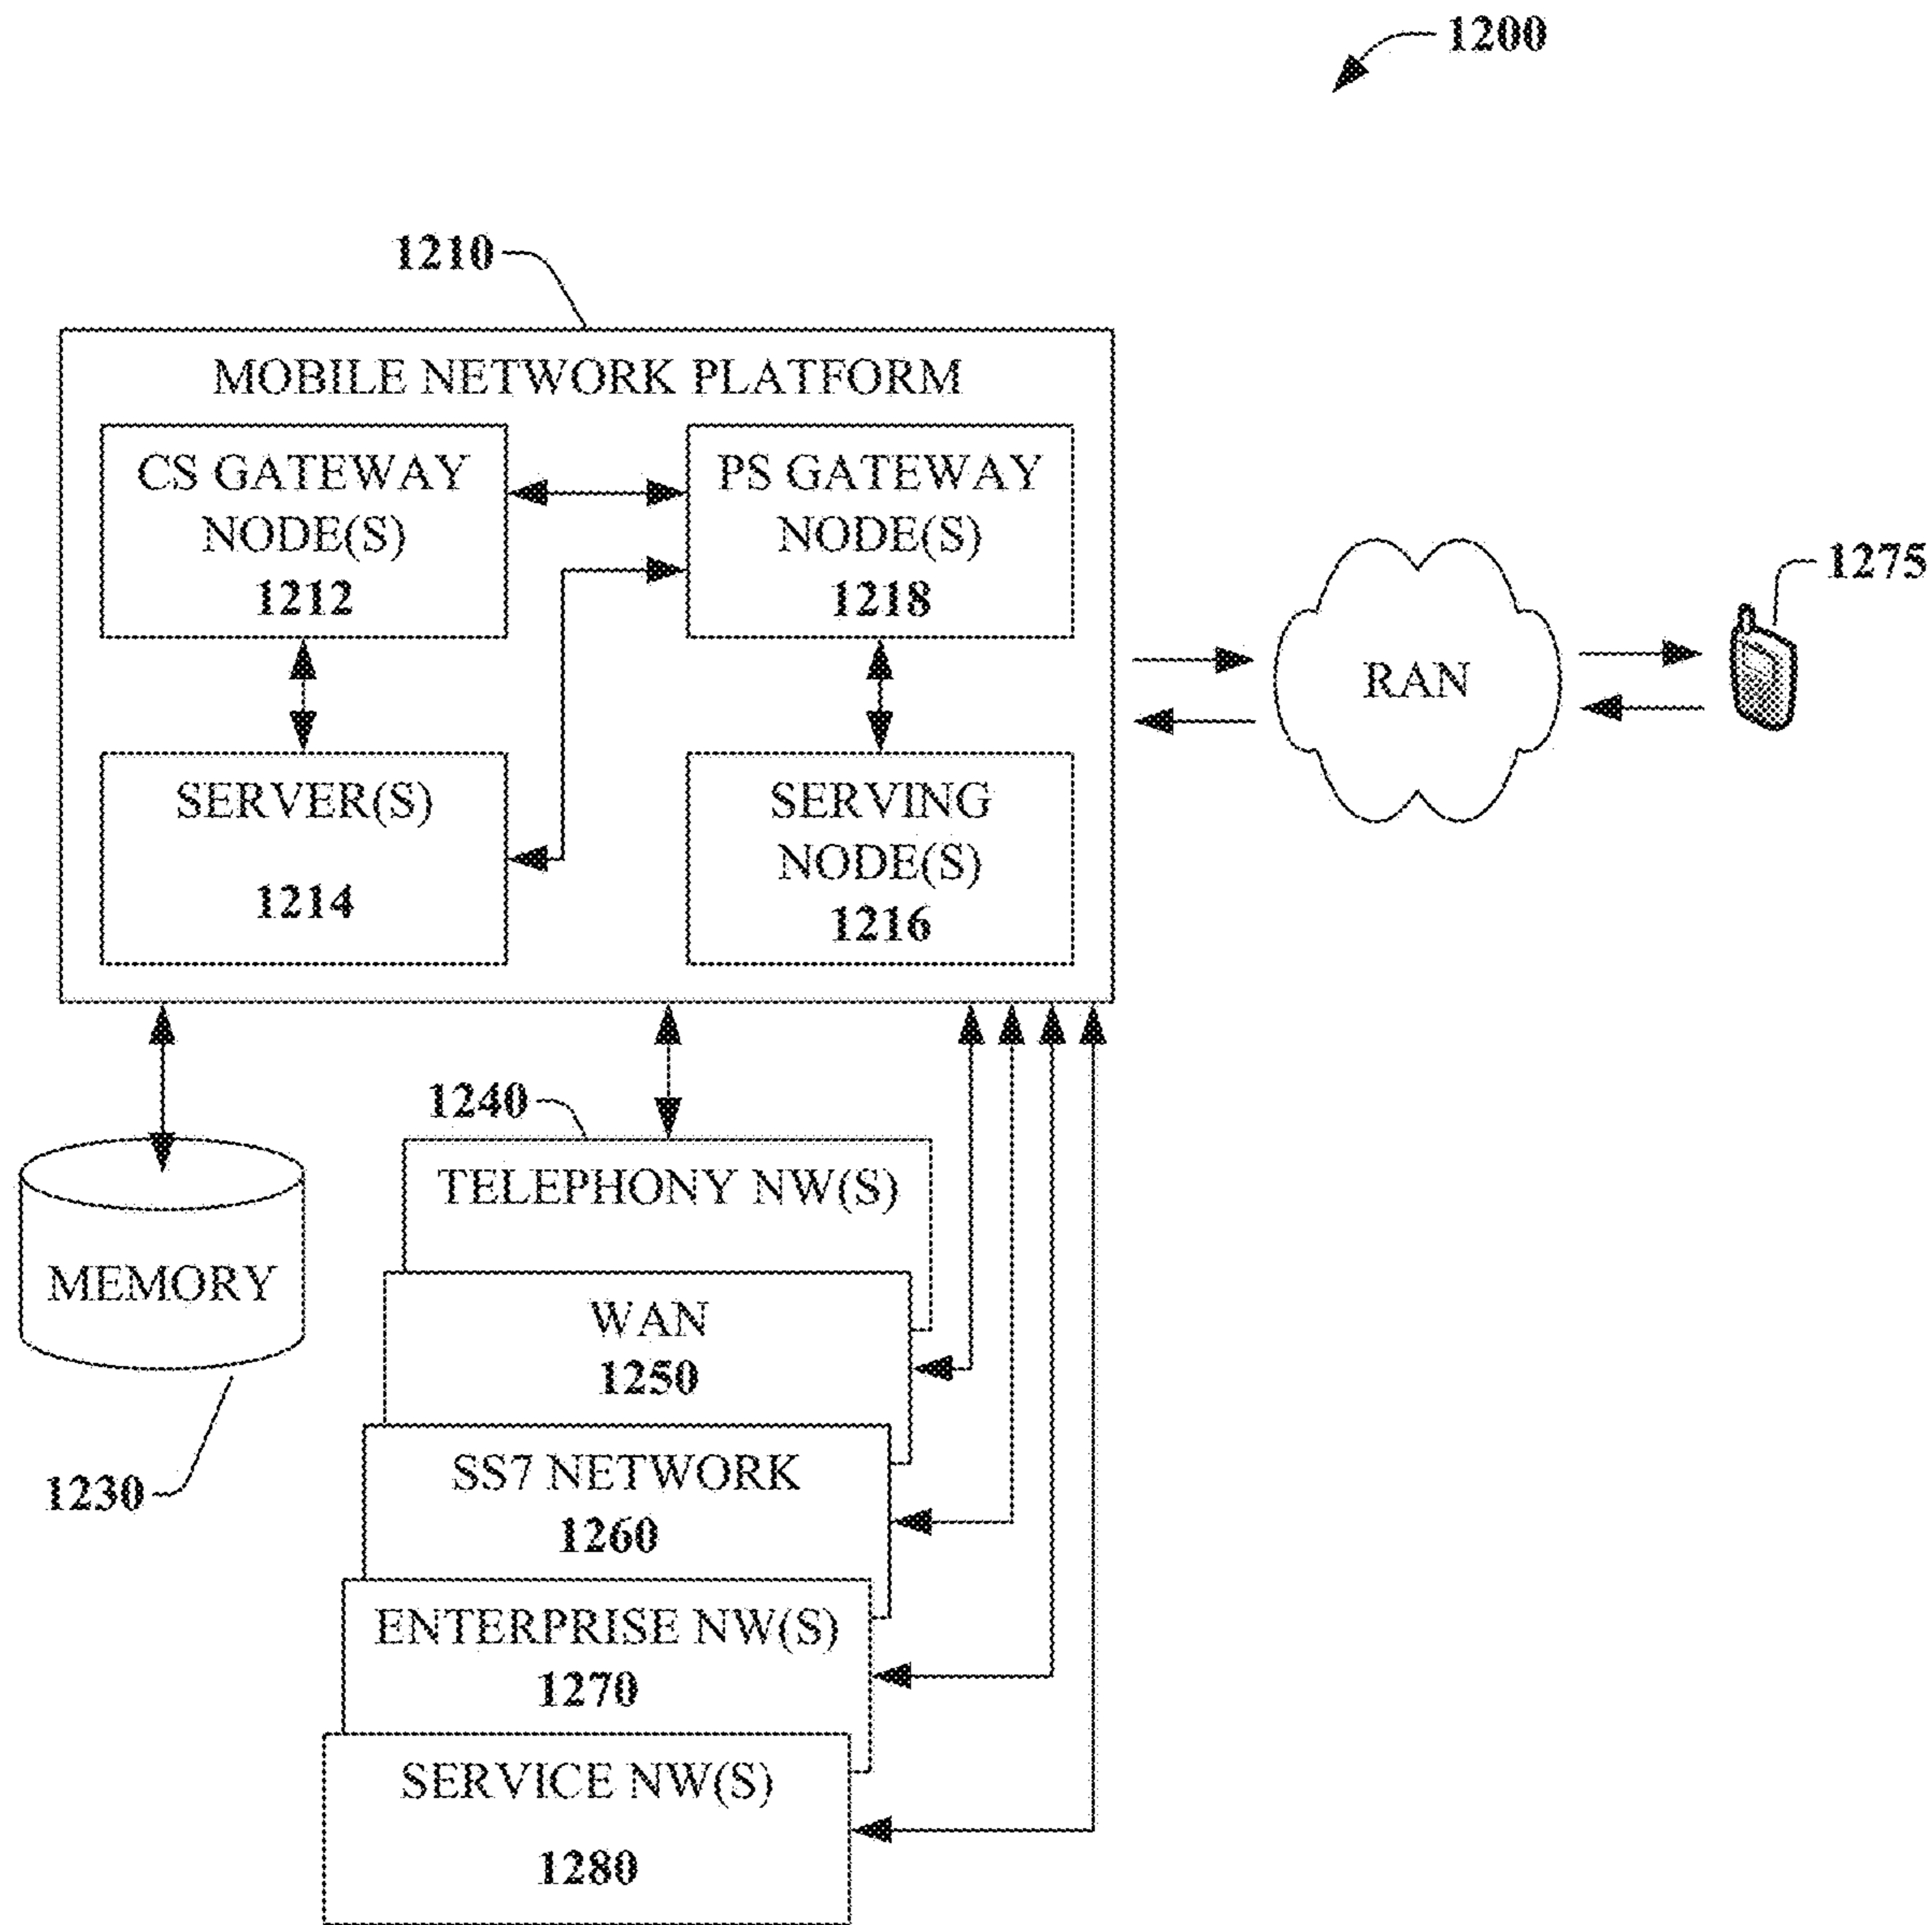 1200
1210
MOBILE NETWORK PLATFORM
CS GATEWAY
NODE(S)
1212
PS GATEWAY
NODE(S)
1218
SERVER(S)
1214
SERVING
NODE(S)
1216
RAN
1275
1240
TELEPHONY NW(S)
MEMORY
1230
WAN
1250
SS7 NETWORK
1260
ENTERPRISE NW(S)
1270
SERVICE NW(S)
1280